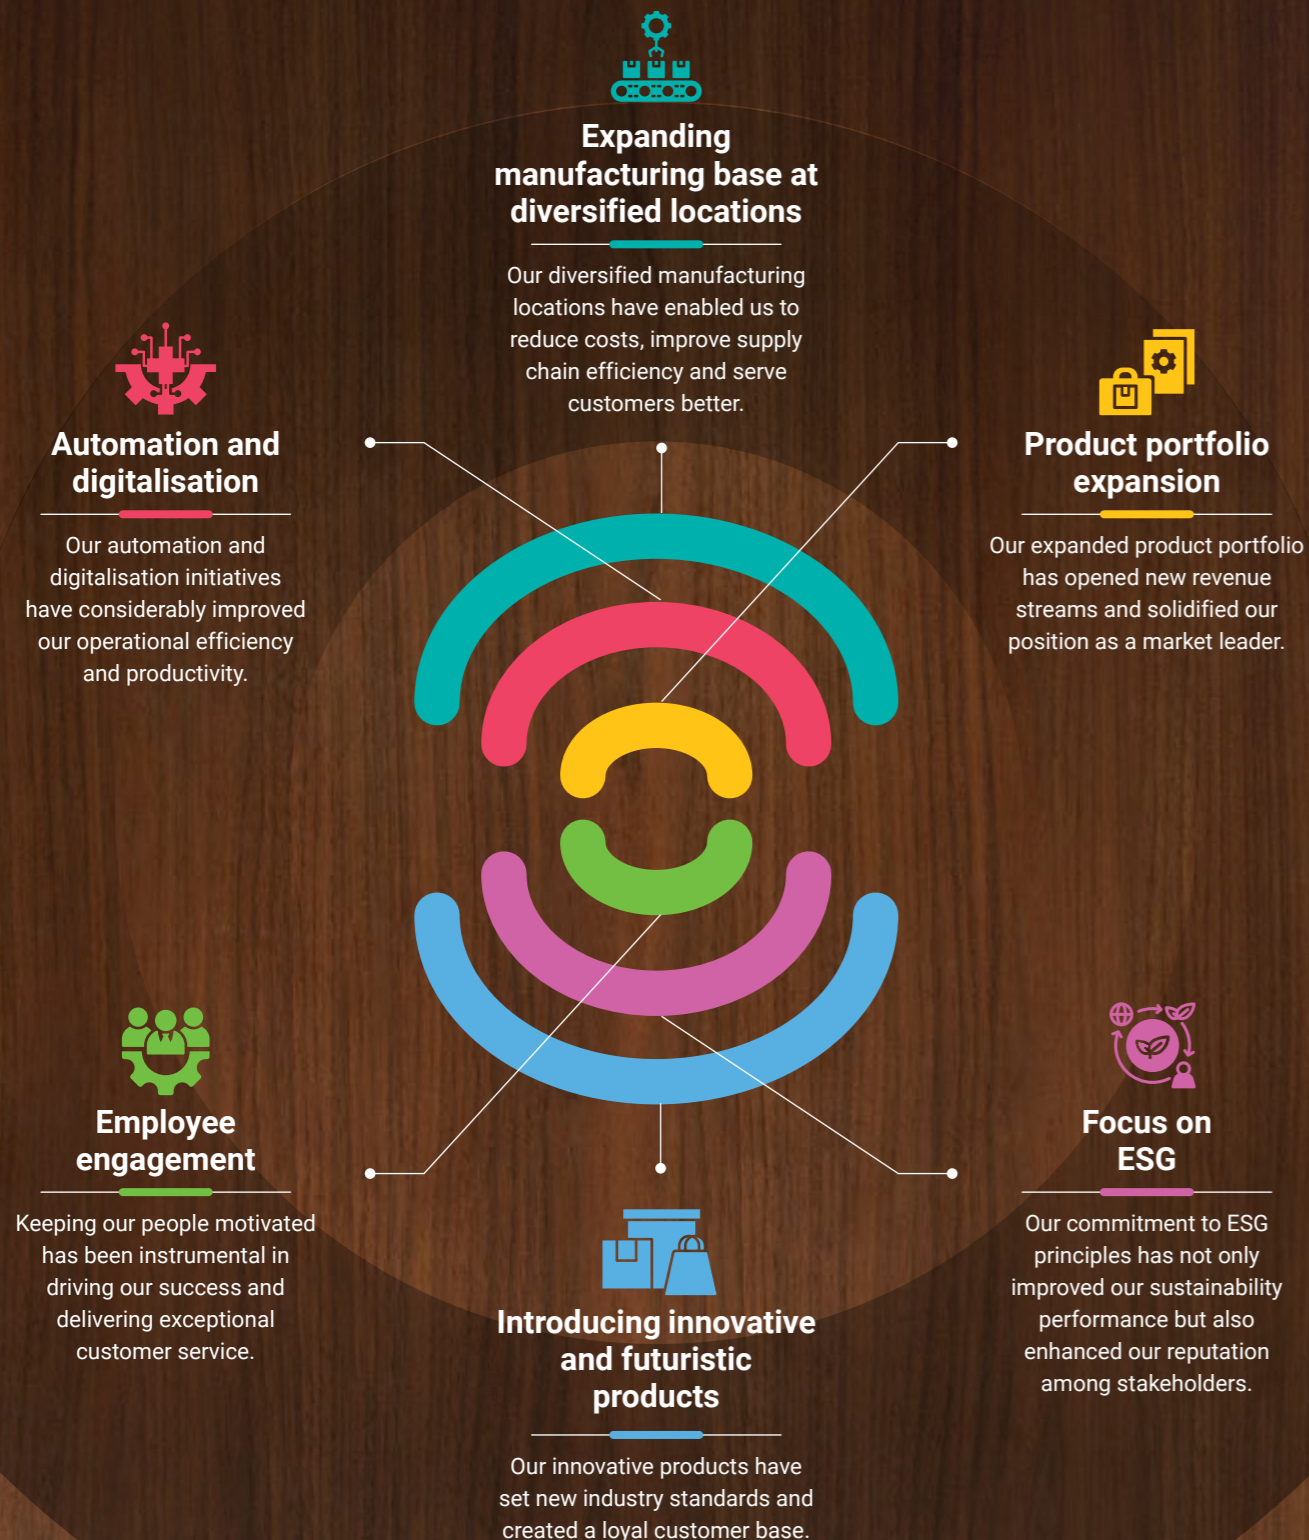 Expanding
manufacturing base at
diversified locations
Our diversified manufacturing
locations have enabled us to
reduce costs, improve supply
chain efficiency and serve
customers better.
Automation and
digitalisation
Our automation and
digitalisation initiatives
have considerably improved
our operational efficiency
and productivity.
Product portfolio
expansion
Our expanded product portfolio
has opened new revenue
streams and solidified our
position as a market leader.
Employee
engagement
Keeping our people motivated
has been instrumental in
driving our success and
delivering exceptional
customer service.
Introducing innovative
and futuristic
products
Our innovative products have
set new industry standards and
created a loyal customer base.
Focus on
ESG
Our commitment to ESG
principles has not only
improved our sustainability
performance but also
enhanced our reputation
among stakeholders.